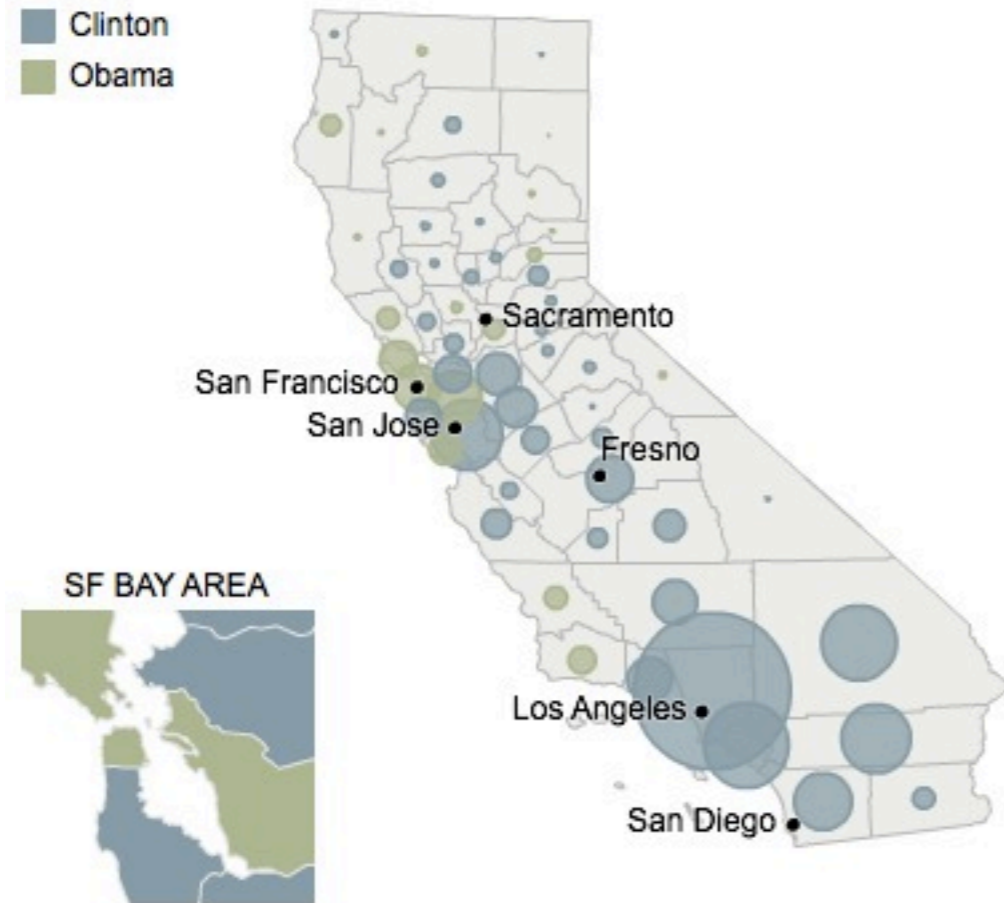 Clinton
Obama
Sacramento
San Francisco
San Jose
Fresno
SF BAY AREA
Los Angeles
San Diego